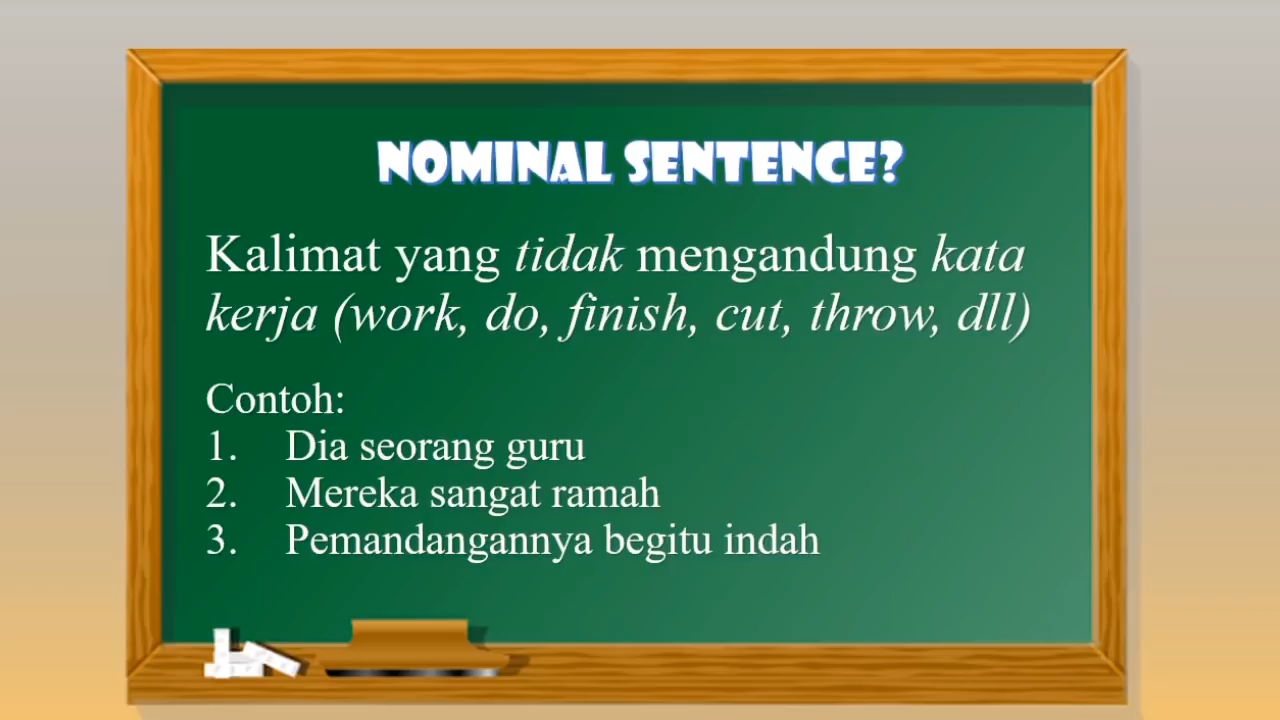 NOMINAL SENTENCE?
Kalimat yang tidak mengandung kata
kerja (work, do, finish, cut, throw, dll)
Contoh:
1. Dia seorang guru
2. Mereka sangat ramah
3. Pemandangannya begitu indah